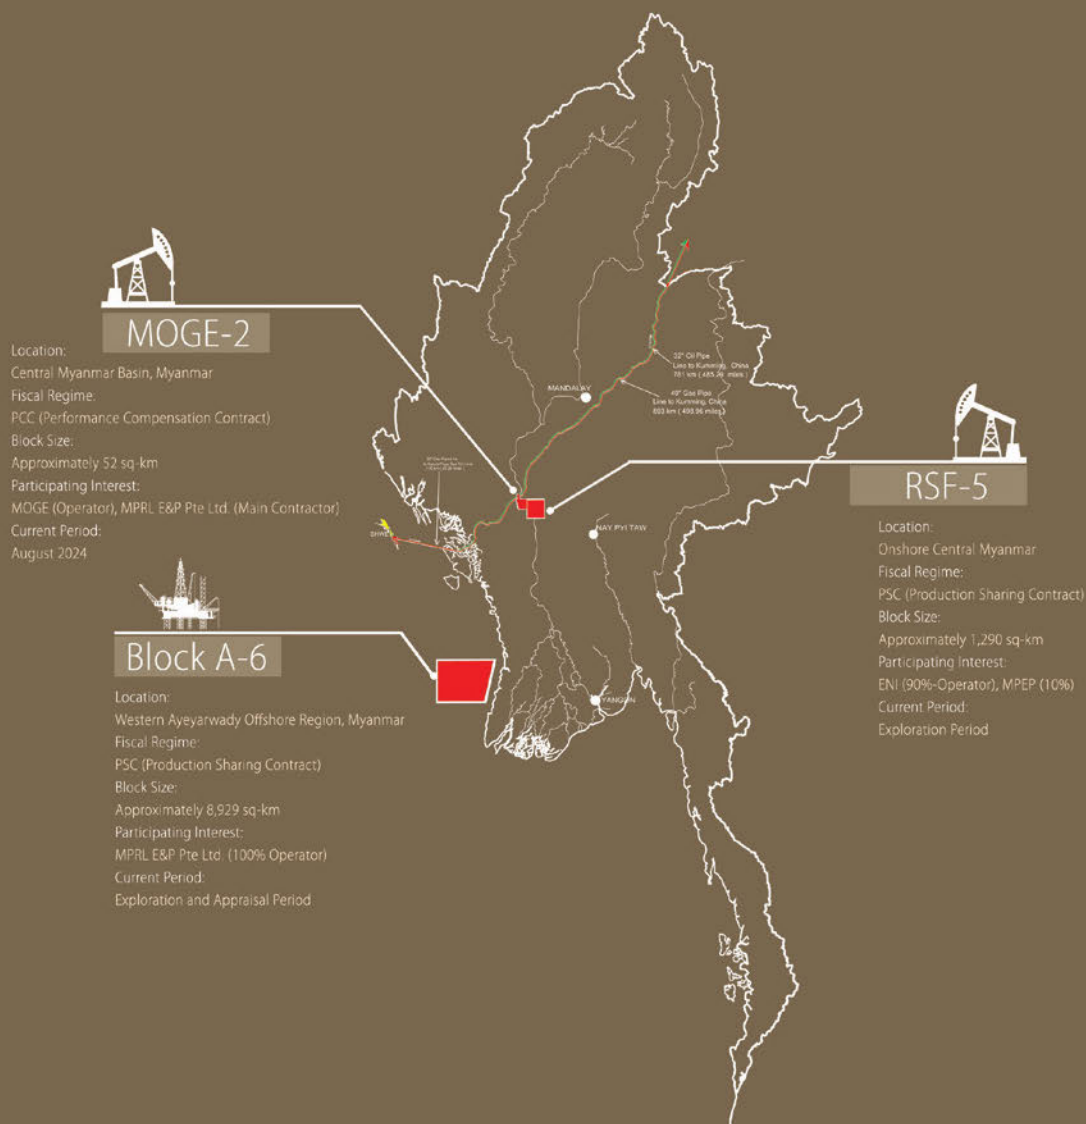 MOGE-2
Location:
Central Myanmar Basin, Myanmar
Fiscal Regime:
PCC (Performance Compensation Contract)
Block Size:
Approximately 52 sq-km
Participating Interest:
MOGE (Operator), MPRL E&P Pte Ltd. (Main Contractor)
Current Period:
August 2024
Block A-6
Location:
Western Ayeyarwady Offshore Region, Myanmar
Fiscal Regime:
PSC (Production Sharing Contract)
Block Size:
Approximately 8,929 sq-km
Participating Interest:
MPRL E&P Pte Ltd. (100% Operator)
Current Period:
Exploration and Appraisal Period
32" Oil Pipe
Line to Kumming, China
MANDALAY
Gas Pipe
Line to Kumming, China
SHWE
NAY PYI TAW
YANGON
RSF-5
Location:
Onshore Central Myanmar
Fiscal Regime:
PSC (Production Sharing Contract)
Block Size:
Approximately 1,290 sq-km
Participating Interest:
ENI (90%-Operator), MPEP (10%)
Current Period:
Exploration Period